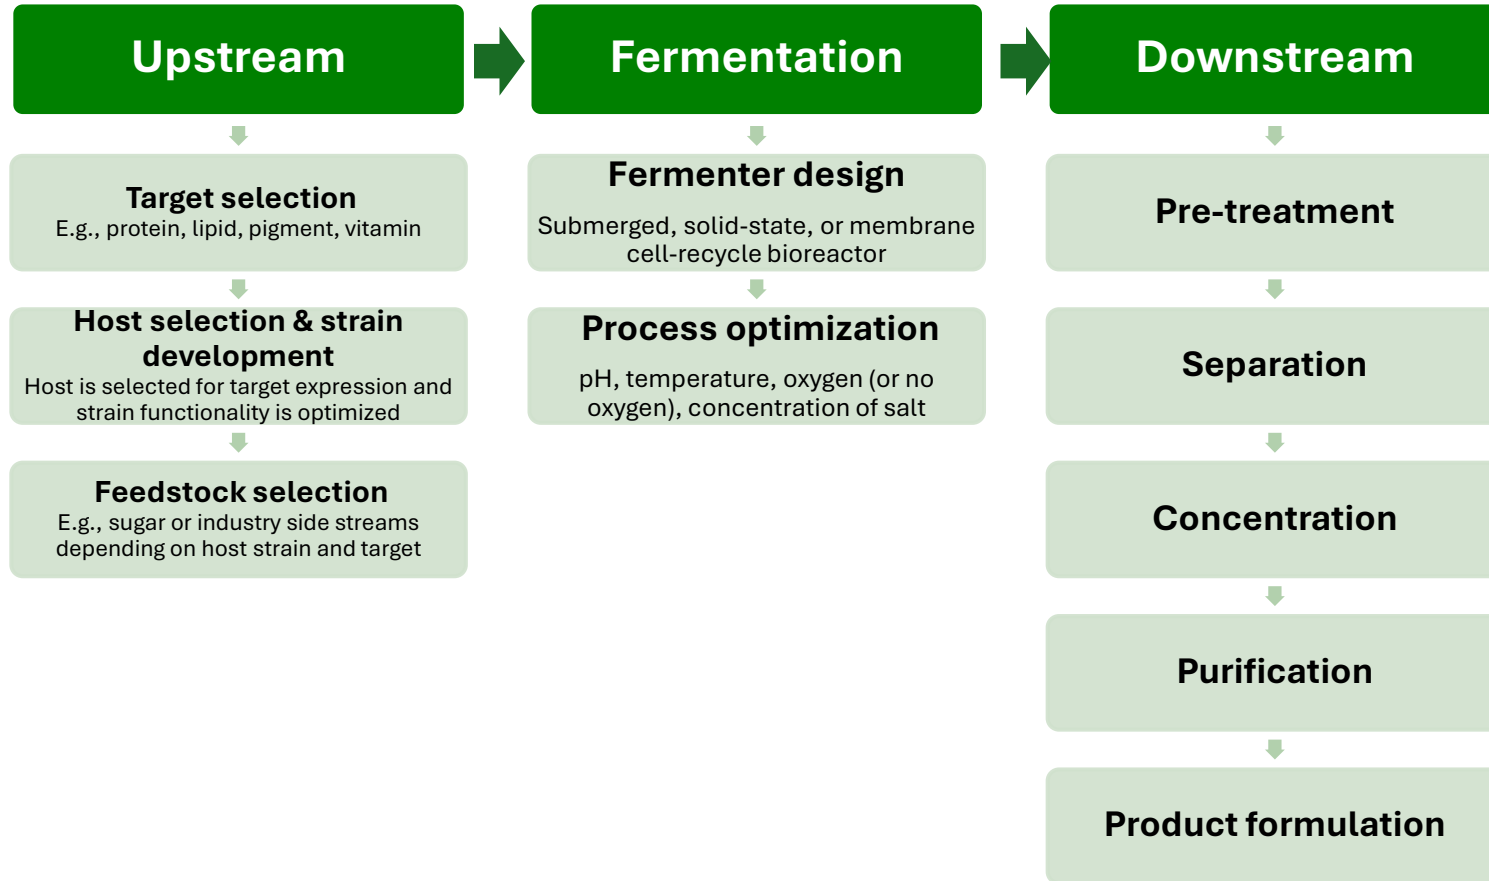 Upstream
Target selection
E.g., protein, lipid, pigment, vitamin
Host selection & strain
development
Host is selected for target expression and
strain functionality is optimized
Feedstock selection
E.g., sugar or industry side streams
depending on host strain and target
Fermentation
Fermenter design
Submerged, solid-state, or membrane
cell-recycle bioreactor
Process optimization
pH, temperature, oxygen (or no
oxygen), concentration of salt
Downstream
Pre-treatment
Separation
Concentration
Purification
Product formulation